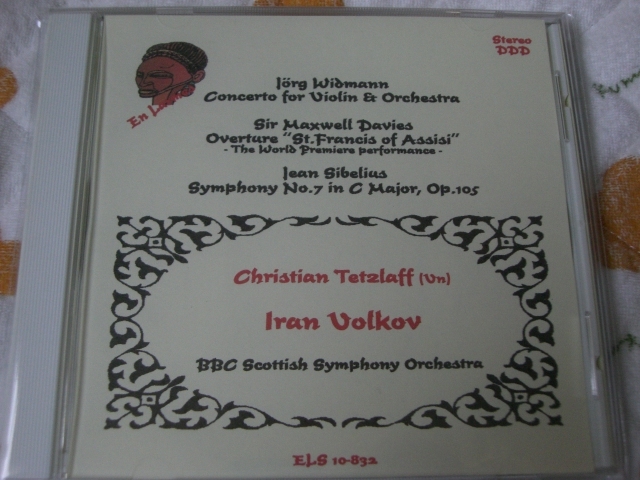 Stereo
DDD
En
Jörg Widmann
Concerto for Violin & Orchestra
Sir Maxwell Davies
Overture "St.Francis of Assisi"
- The World Premiere performance -
Jean Sibelius
Symphony No.7 in C Major, Op.105
Christian Tetzlaff (Vn)
Iran Volkov
BBC Scottish Symphony Orchestra
ELS 10-832